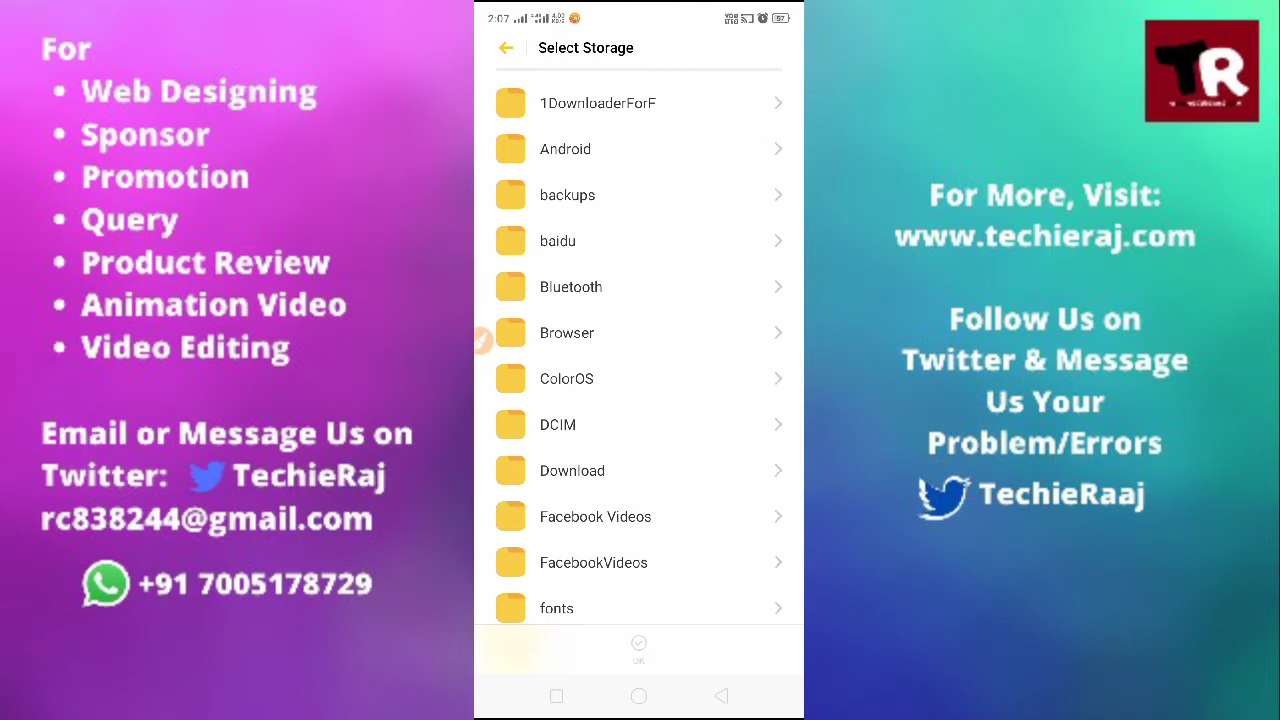 For
• Web Designing
• Sponsor
• Promotion
• Query
• Product Review
• Animation Video
• Video Editing
Email or Message Us on
Twitter: TechieRaj
rc838244@gmail.com
+91 7005178729
2:07
57
Select Storage
1DownloaderForF
Android
backups
baidu
Bluetooth
Browser
ColorOS
DCIM
Download
Facebook Videos
FacebookVideos
fonts
OK
TR
For More, Visit:
www.techieraj.com
Follow Us on
Twitter & Message
Us Your
Problem/Errors
TechieRaaj